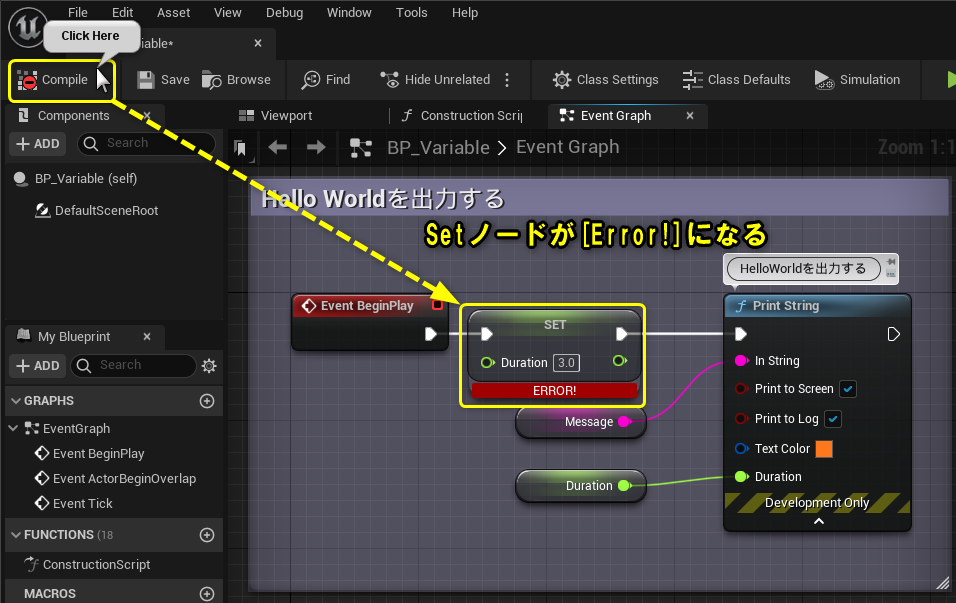 File Edit Asset View Debug Window Tools Help
Click Here
iable*
Compile Save Browse Find Hide Unrelated Class Settings Class Defaults Simulation
Components
Viewport Construction Scrip Event Graph
ADD Search
BP_Variable > Event Graph Zoom 1:1
BP_Variable (self)
DefaultSceneRoot
Hello Worldを出力する
Setノードが[Error!]になる
HelloWorldを出力する
Event BeginPlay
SET
Duration 3.0
ERROR!
Message
Duration
Print String
In String
Print to Screen
Print to Log
Text Color
Duration
Development Only
My Blueprint
ADD Search
GRAPHS
EventGraph
Event BeginPlay
Event ActorBeginOverlap
Event Tick
FUNCTIONS (18
ConstructionScript
MACROS